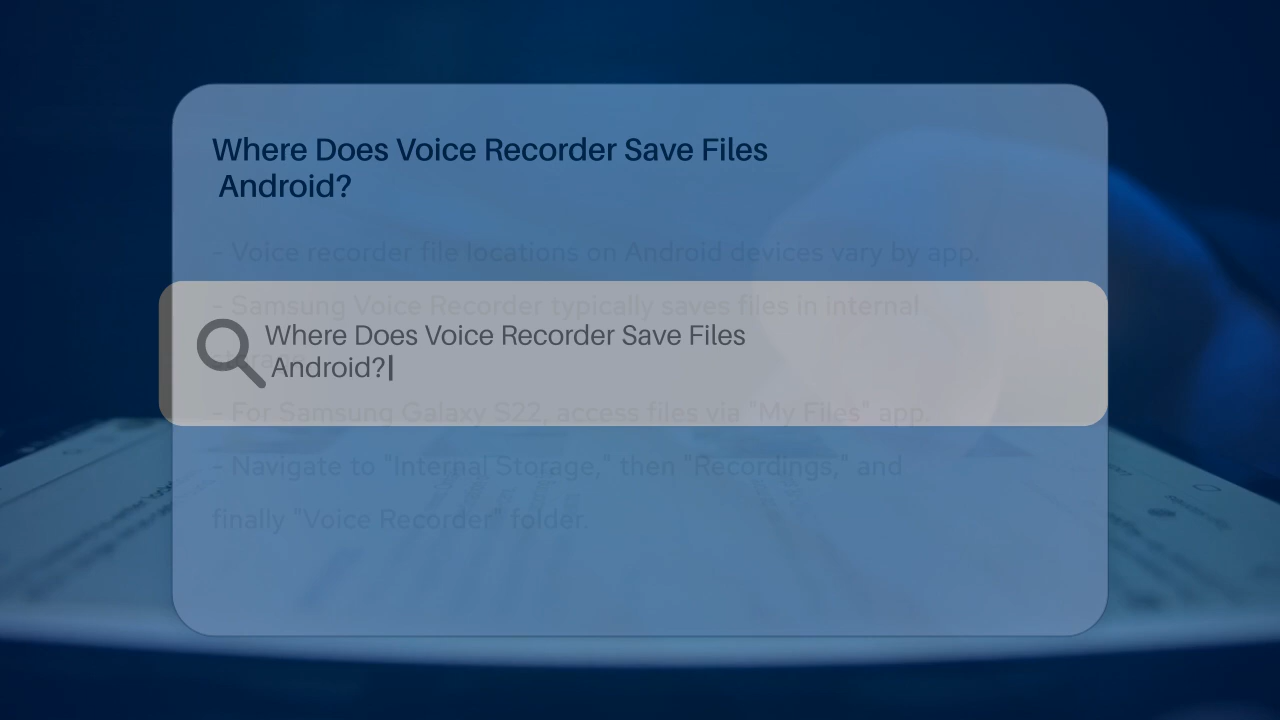 Where Does Voice Recorder Save Files
Android?
- Voice recorder file locations on Android devices vary by app.
- Samsung Voice Recorder typically saves files in internal
storage.
Where Does Voice Recorder Save Files
Android?
- For Samsung Galaxy S22, access files via "My Files" app.
- Navigate to "Internal Storage," then "Recordings," and
finally "Voice Recorder" folder.